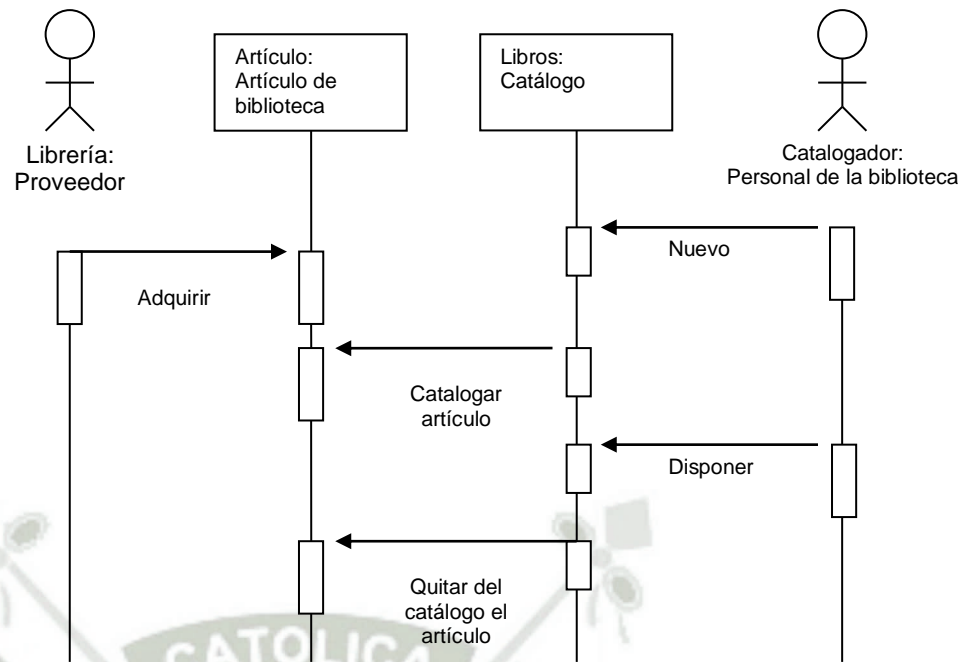 Artículo:
Artículo de
biblioteca
Libros:
Catálogo
Librería:
Proveedor
Catalogador:
Personal de la biblioteca
Nuevo
Adquirir
Catalogar
artículo
Disponer
Quitar del
catálogo el
artículo
CATOLICA